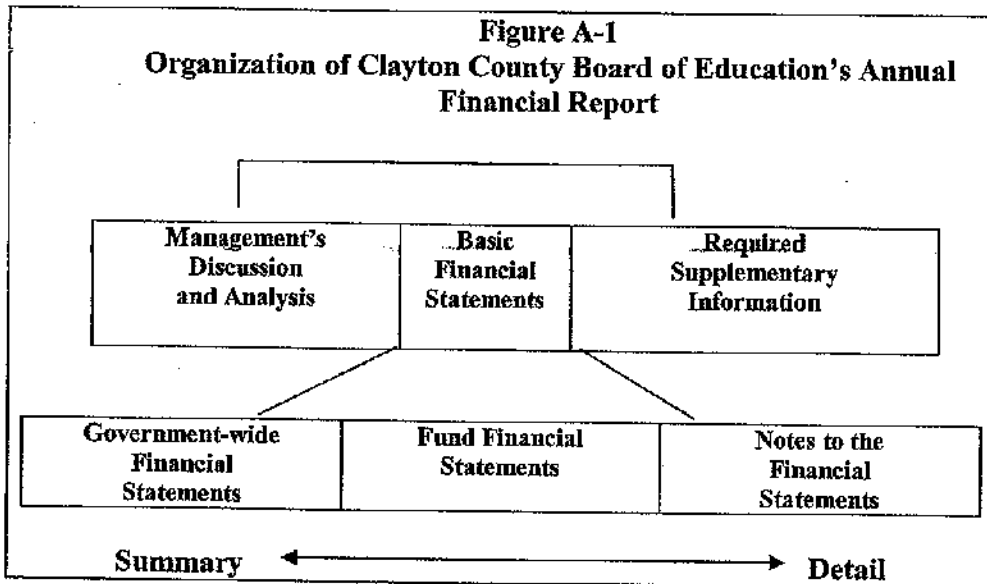 Figure A-1
Organization of Clayton County Board of Education's Annual
Financial Report
Management's
Discussion
and Analysis
Basic
Financial
Statements
Required
Supplementary
Information
Government-wide
Financial
Statements
Fund Financial
Statements
Notes to the
Financial
Statements
Summary
Detail